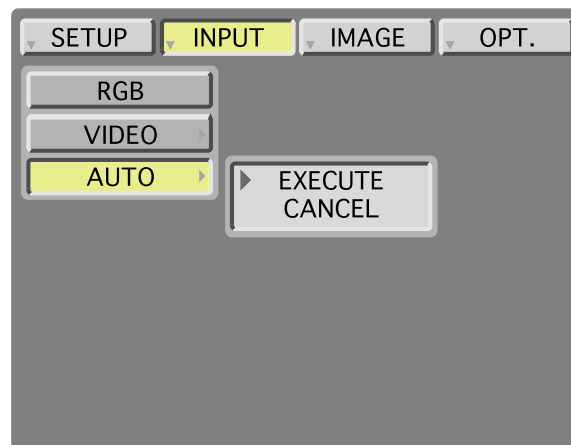 SETUP INPUT IMAGE OPT.
RGB
VIDEO
AUTO
EXECUTE
CANCEL